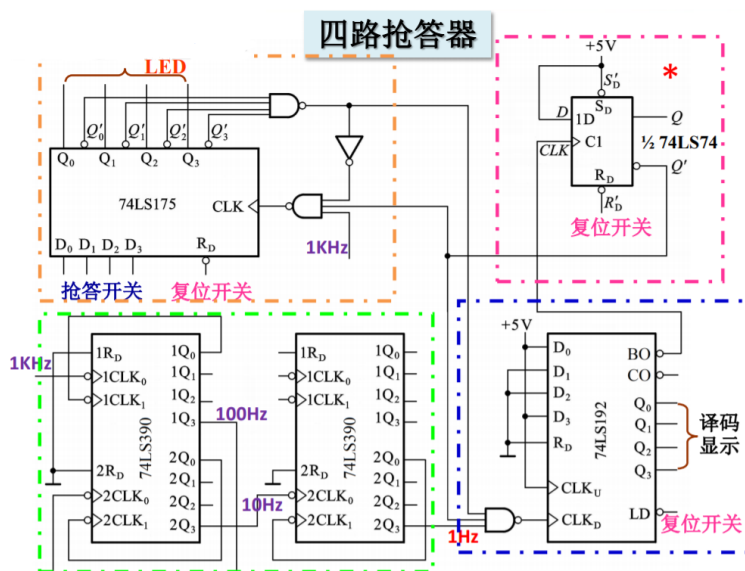 四路抢答器
LED
Q'0 Q'1 Q'2 Q'3
Q0 Q1 Q2 Q3
74LS175
CLK
D0 D1 D2 D3
RD
抢答开关
复位开关
1KHz
+5V
*
S'D
SD
D
1D
Q
CLK
C1
½ 74LS74
Q'
RD
R'D
复位开关
1KHz
1RD
1CLK0
1CLK1
2RD
2CLK0
2CLK1
74LS390
1Q0
1Q1
1Q2
1Q3
2Q0
2Q1
2Q2
2Q3
100Hz
10Hz
1RD
1CLK0
1CLK1
2RD
2CLK0
2CLK1
74LS390
1Q0
1Q1
1Q2
1Q3
2Q0
2Q1
2Q2
2Q3
1Hz
+5V
D0
D1
D2
D3
RD
CLKU
CLKD
74LS192
BO
CO
Q0
Q1
Q2
Q3
LD
译码
显示
复位开关